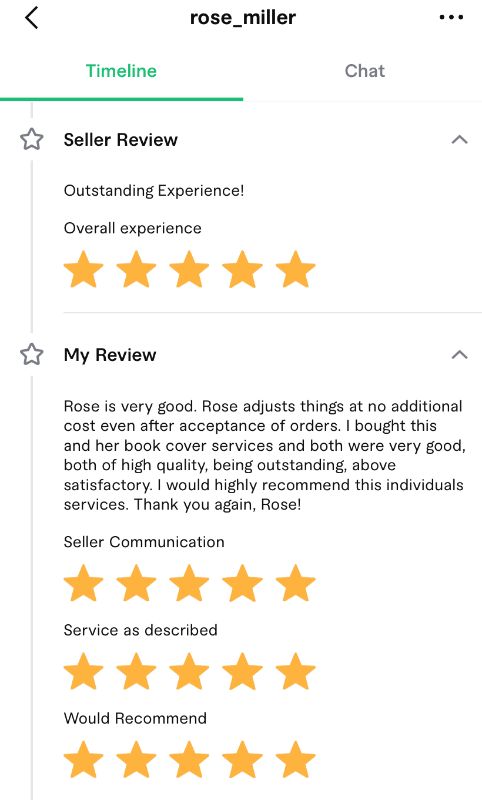 rose_miller
Timeline
Chat
Seller Review
Outstanding Experience!
Overall experience
My Review
Rose is very good. Rose adjusts things at no additional
cost even after acceptance of orders. I bought this
and her book cover services and both were very good,
both of high quality, being outstanding, above
satisfactory. I would highly recommend this individuals
services. Thank you again, Rose!
Seller Communication
Service as described
Would Recommend